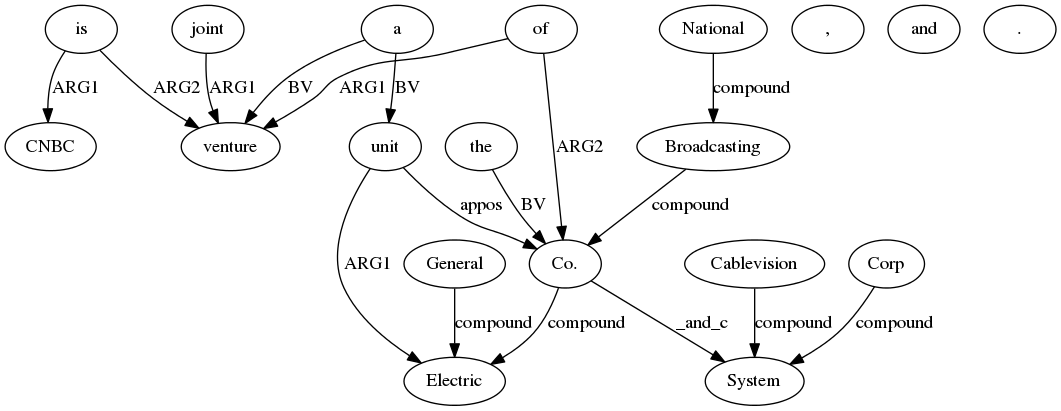 is joint a of National , and .
ARG1 ARG2 ARG1 BV ARG1 BV compound
CNBC venture unit the ARG2 Broadcasting
appos BV compound
ARG1 General Co. Cablevision Corp
compound compound _and_c compound compound
Electric System